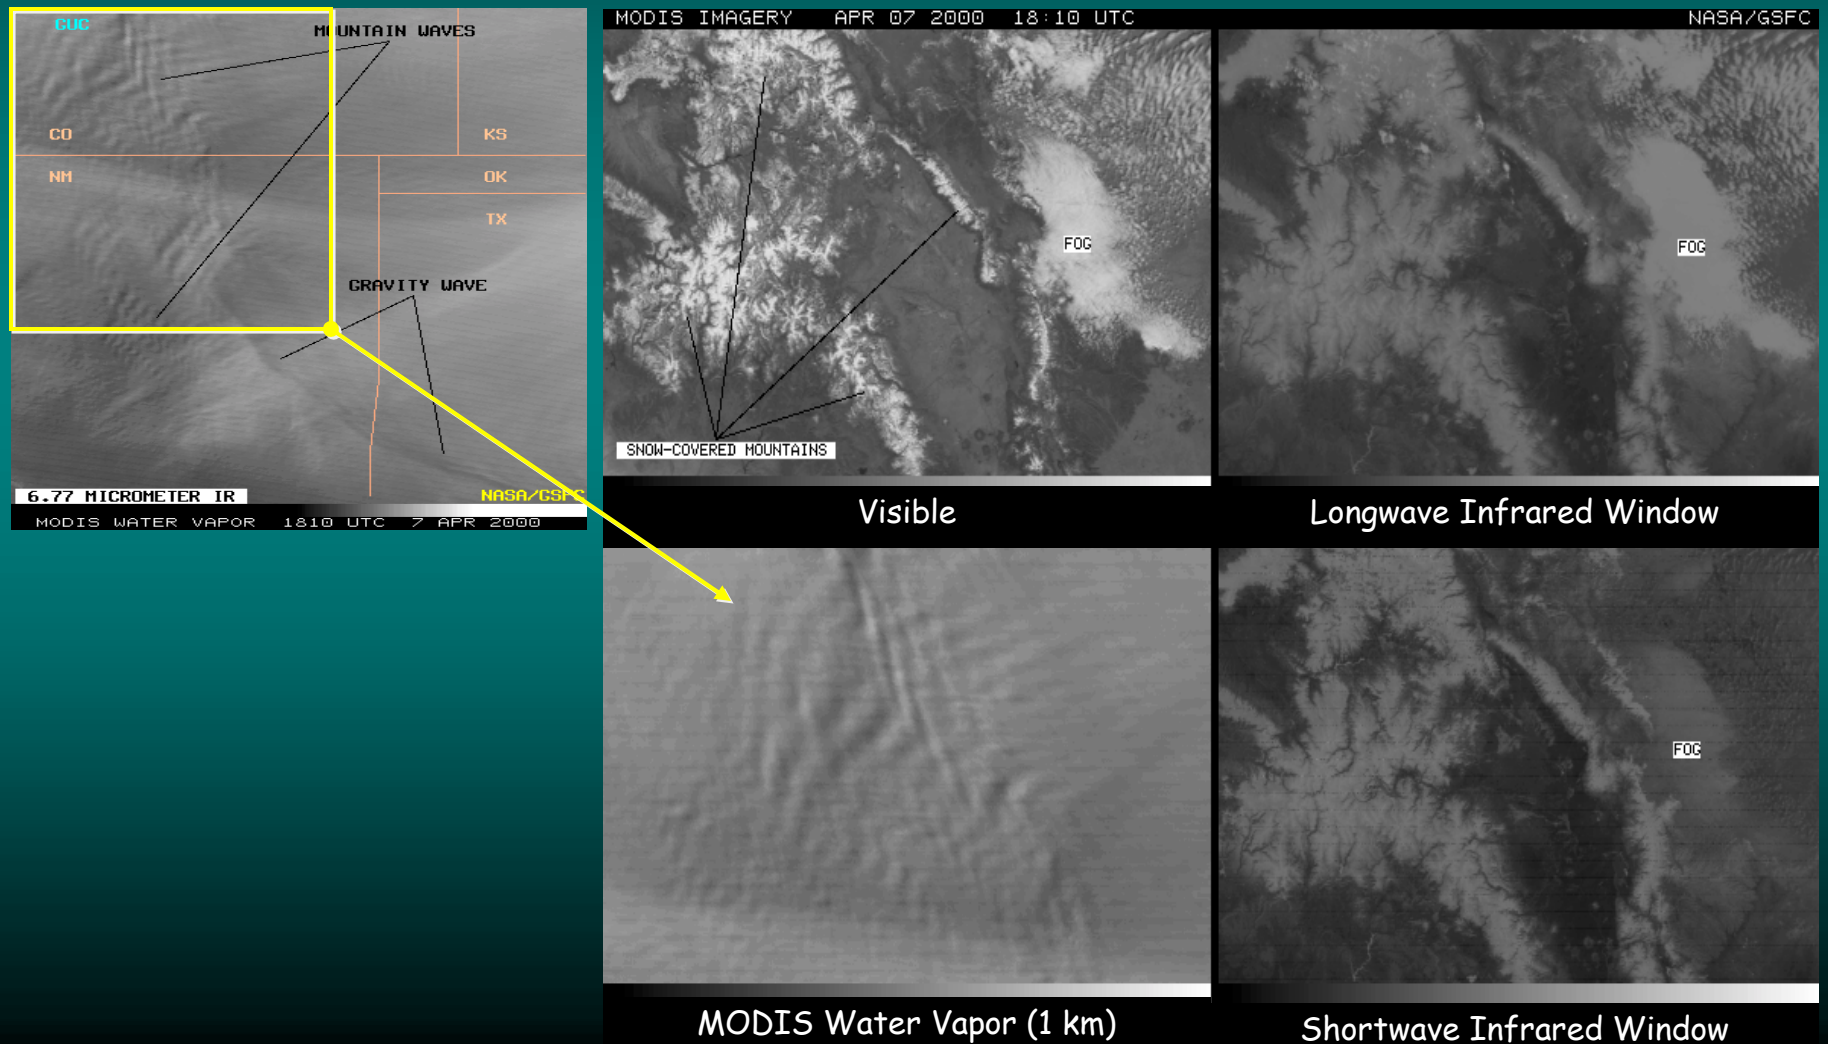 GUC
MOUNTAIN WAVES
CO
KS
NM
OK
TX
GRAVITY WAVE
6.77 MICROMETER IR
NASA/GSFC
MODIS WATER VAPOR 1810 UTC 7 APR 2000
MODIS IMAGERY APR 07 2000 18:10 UTC
NASA/GSFC
FOG
SNOW-COVERED MOUNTAINS
Visible
FOG
Longwave Infrared Window
MODIS Water Vapor (1 km)
FOG
Shortwave Infrared Window